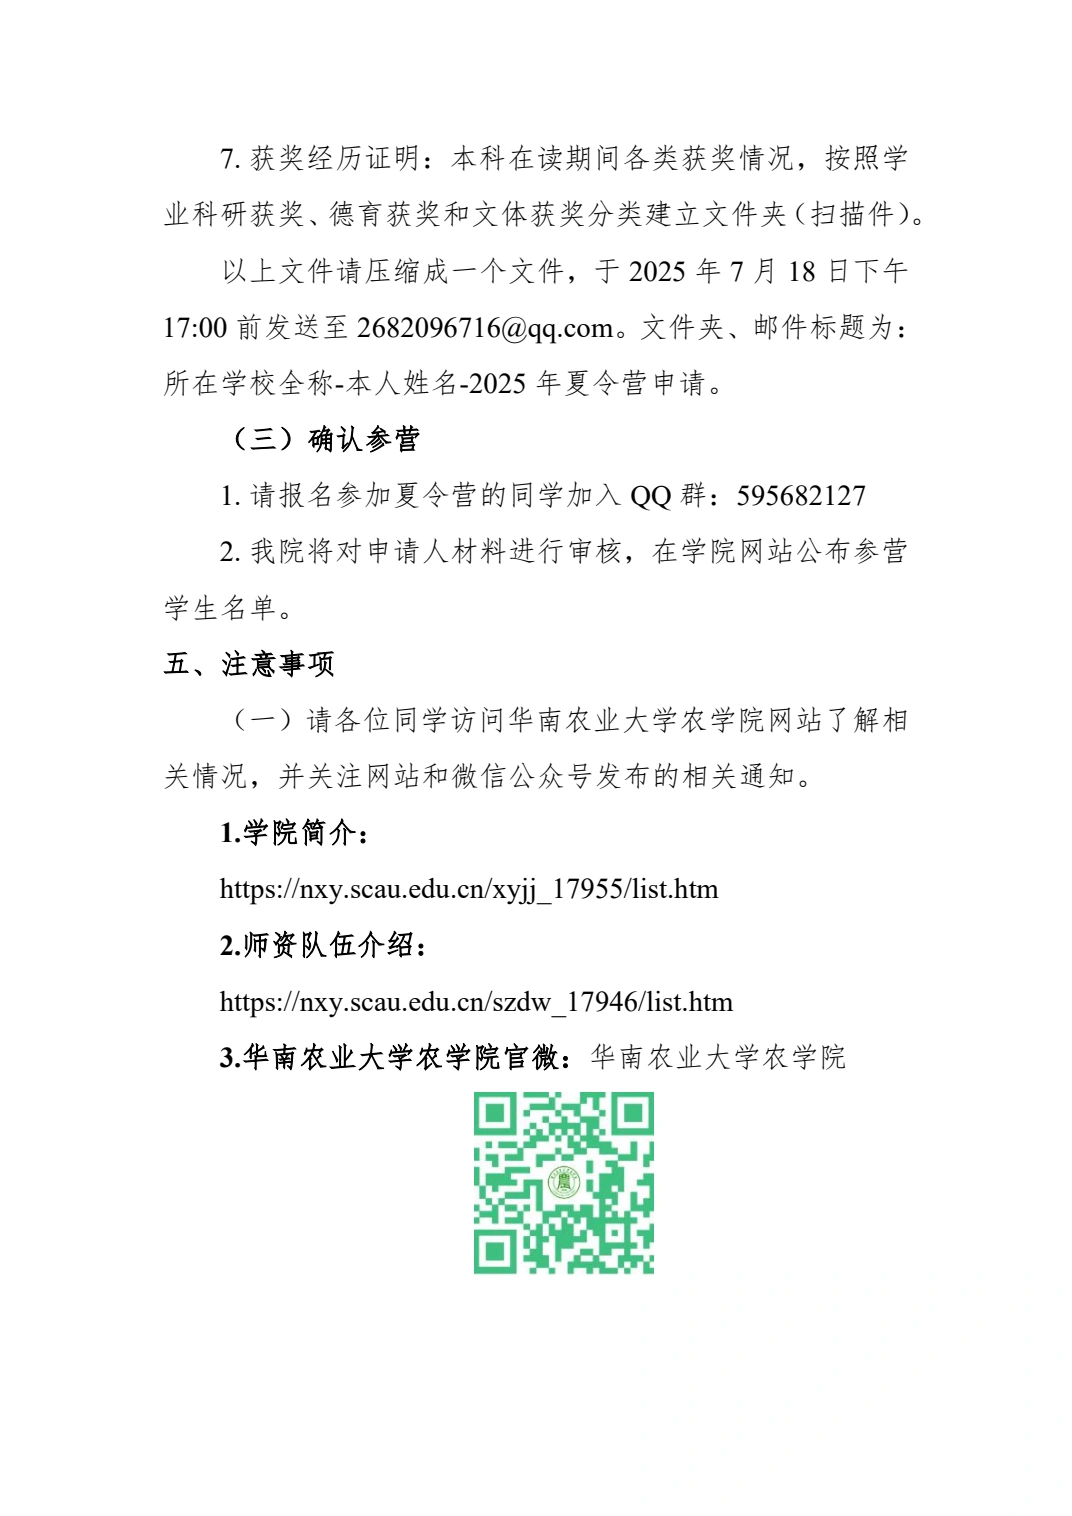 7. 获奖经历证明：本科在读期间各类获奖情况，按照学
业科研获奖、德育获奖和文体获奖分类建立文件夹（扫描件）。
以上文件请压缩成一个文件，于 2025 年 7 月 18 日下午
17:00 前发送至 2682096716@qq.com。文件夹、邮件标题为：
所在学校全称-本人姓名-2025 年夏令营申请。
（三）确认参营
1. 请报名参加夏令营的同学加入 QQ 群：595682127
2. 我院将对申请人材料进行审核，在学院网站公布参营
学生名单。
五、注意事项
（一）请各位同学访问华南农业大学农学院网站了解相
关情况，并关注网站和微信公众号发布的相关通知。
1.学院简介：
https://nxy.scau.edu.cn/xyjj_17955/list.htm
2.师资队伍介绍：
https://nxy.scau.edu.cn/szdw_17946/list.htm
3.华南农业大学农学院官微：华南农业大学农学院